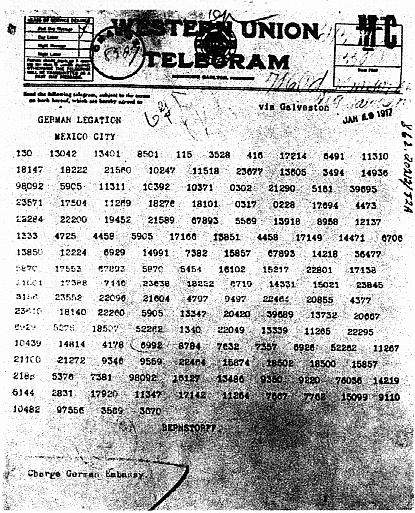 WESTERN UNION
TELEGRAM
Send the following telegram, subject to the terms
on back hereof, which are hereby agreed to
via Galveston
JAN 19 1917
GERMAN LEGATION
MEXICO CITY
130 13042 13401 8501 115 3528 416 17214 6491 11310
18147 18222 21560 10247 11518 23677 13605 3494 14936
98092 5905 11311 10392 10371 0302 21290 5161 39695
23571 17504 11269 18276 18101 0317 0228 17694 4473
22284 22200 19452 21589 67893 5569 13918 8958 12137
1333 4725 4458 5905 17166 13851 4458 17149 14471 6706
13850 12224 6929 14991 7382 15857 67893 14218 36477
5870 17553 67893 5870 5454 16102 15217 22801 17138
21001 17388 7446 23638 18222 6719 14331 15021 23845
3156 23552 22096 21604 4797 9497 22464 20855 4377
23610 18140 22260 5905 13347 20420 39689 13732 20667
6929 5275 18507 52262 1340 22049 13339 11265 22295
10439 14814 4178 6992 8784 7632 7357 6926 52262 11267
21100 21272 9346 9559 22464 15874 18502 18500 15857
2188 5376 7381 98092 16127 13486 9350 9220 76036 14219
5144 2831 17920 11347 17142 11264 7667 7762 15099 9110
10482 97556 3569 3670
BERNSTORFF.
Charge German Embassy.